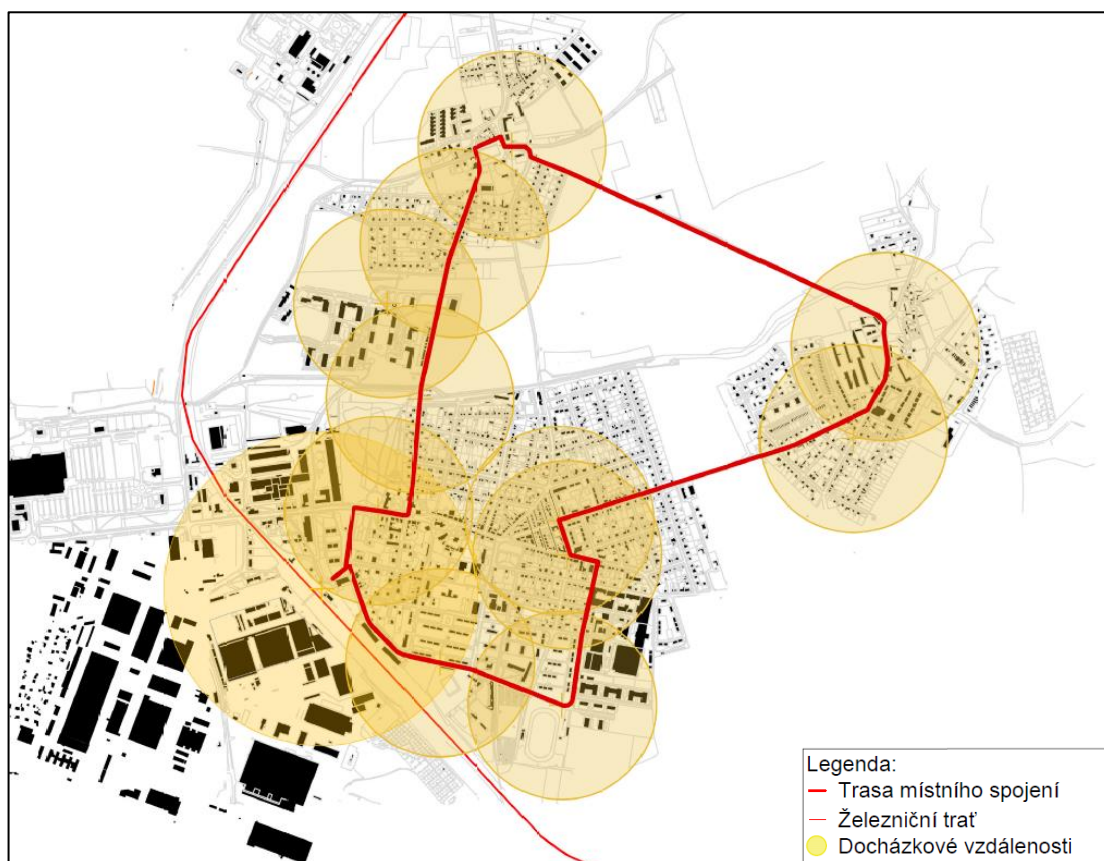 Legenda:
Trasa místního spojení
Železniční trať
Docházkové vzdálenosti